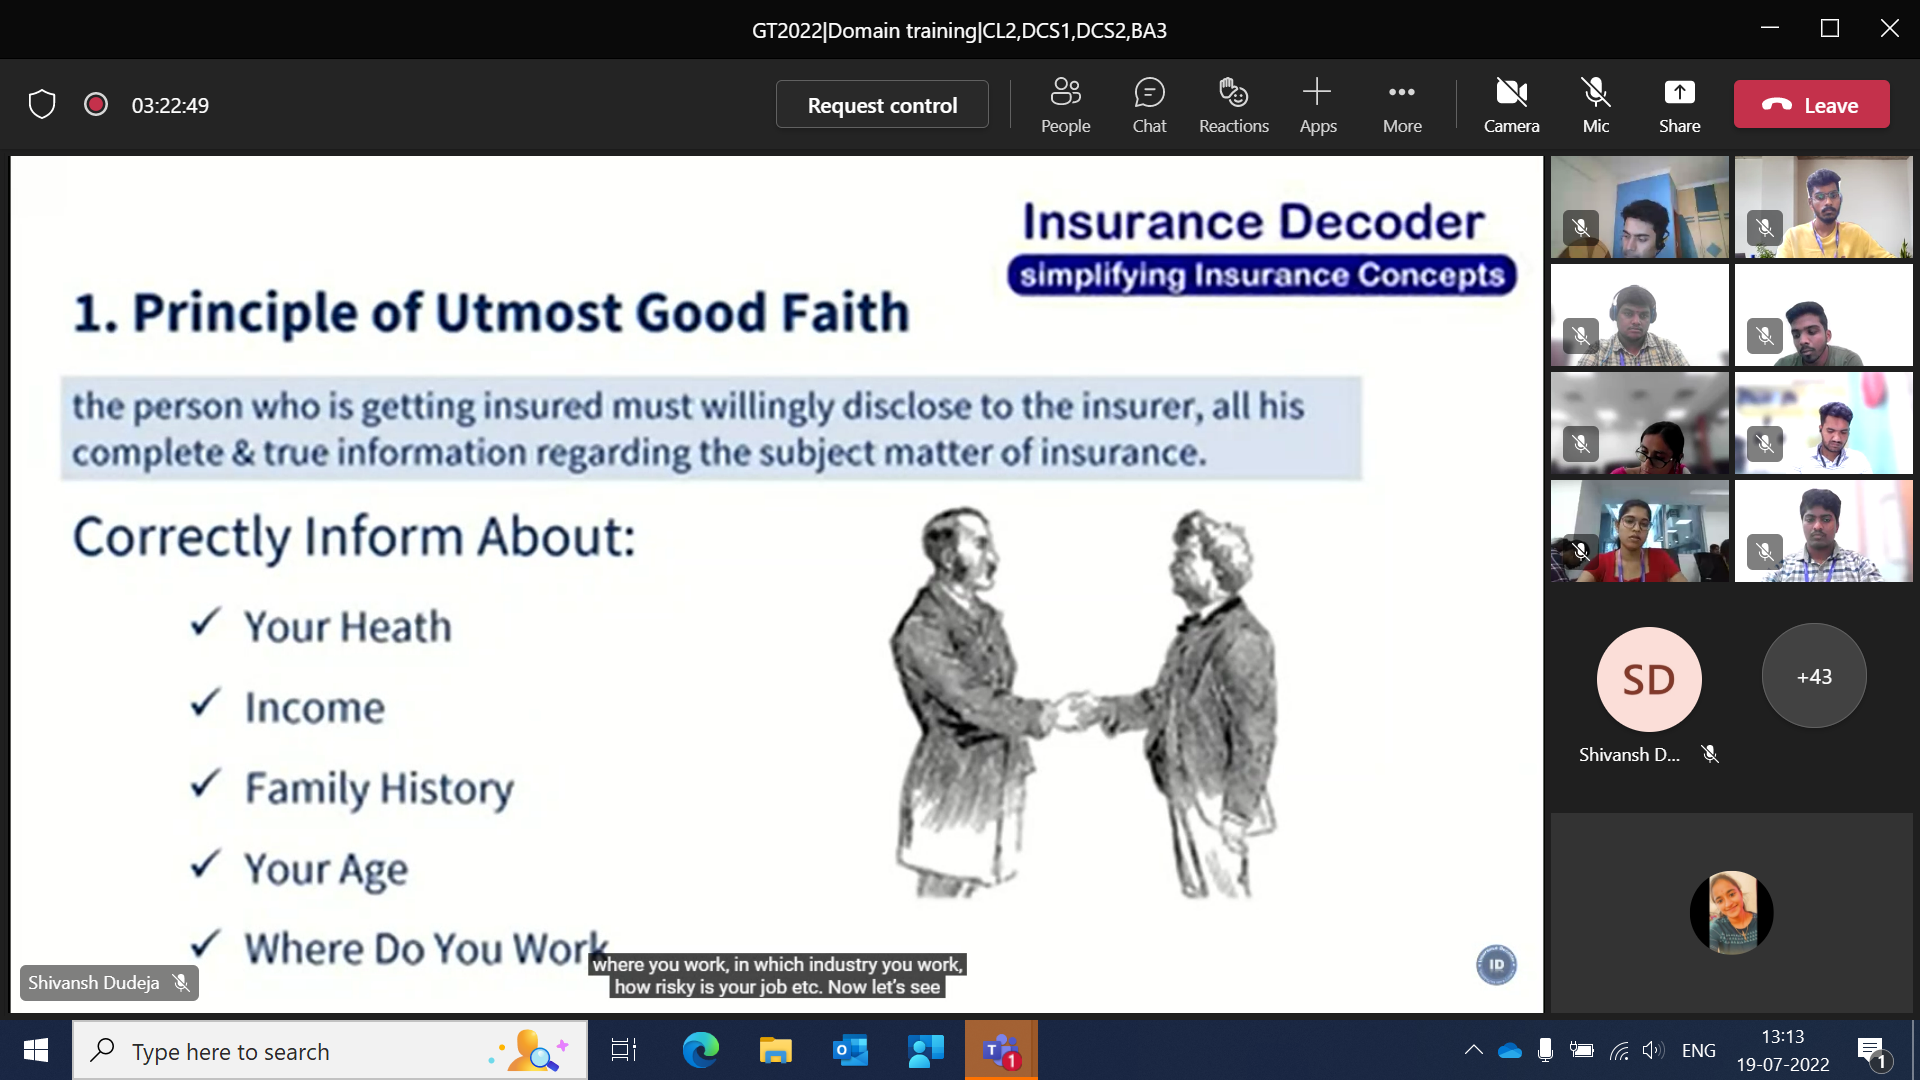 GT2022|Domain training|CL2,DCS1,DCS2,BA3
03:22:49
Request control
People
Chat
Reactions
Apps
More
Camera
Mic
Share
Leave
Insurance Decoder
simplifying Insurance Concepts
1. Principle of Utmost Good Faith
the person who is getting insured must willingly disclose to the insurer, all his
complete & true information regarding the subject matter of insurance.
Correctly Inform About:
✓ Your Heath
✓ Income
✓ Family History
✓ Your Age
✓ Where Do You Work
where you work, in which industry you work,
how risky is your job etc. Now let's see
Shivansh Dudeja
ID
SD
Shivansh D...
+43
Type here to search
1
ENG
13:13
19-07-2022
1